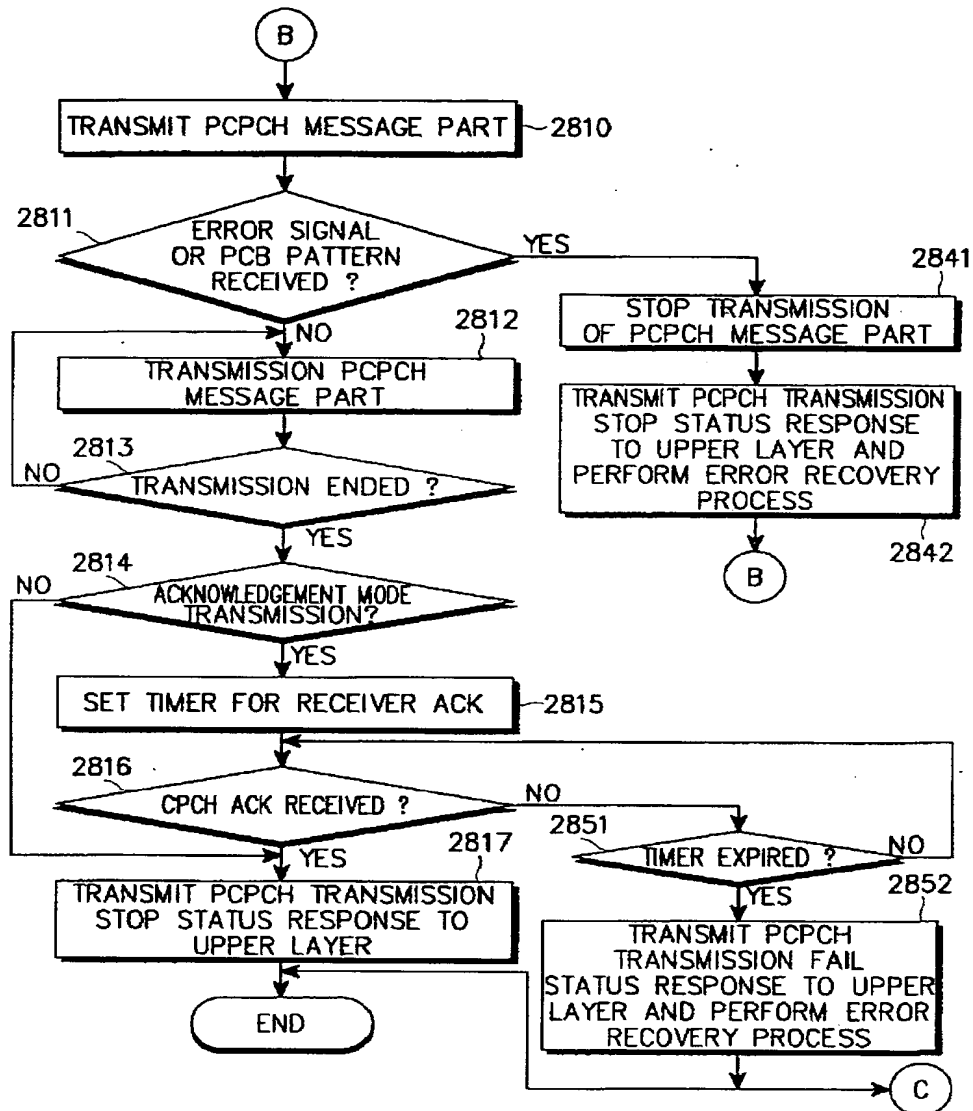 B
TRANSMIT PCPCH MESSAGE PART
2810
2811
ERROR SIGNAL
OR PCB PATTERN
RECEIVED ?
YES
NO
2841
STOP TRANSMISSION
OF PCPCH MESSAGE PART
2812
TRANSMISSION PCPCH
MESSAGE PART
TRANSMIT PCPCH TRANSMISSION
STOP STATUS RESPONSE
TO UPPER LAYER AND
PERFORM ERROR RECOVERY
PROCESS
2842
B
2813
NO
TRANSMISSION ENDED ?
YES
2814
NO
ACKNOWLEDGEMENT MODE
TRANSMISSION?
YES
SET TIMER FOR RECEIVER ACK
2815
2816
CPCH ACK RECEIVED ?
NO
YES
2851
TIMER EXPIRED ?
NO
YES
2817
TRANSMIT PCPCH TRANSMISSION
STOP STATUS RESPONSE TO
UPPER LAYER
2852
TRANSMIT PCPCH
TRANSMISSION FAIL
STATUS RESPONSE TO UPPER
LAYER AND PERFORM ERROR
RECOVERY PROCESS
END
C